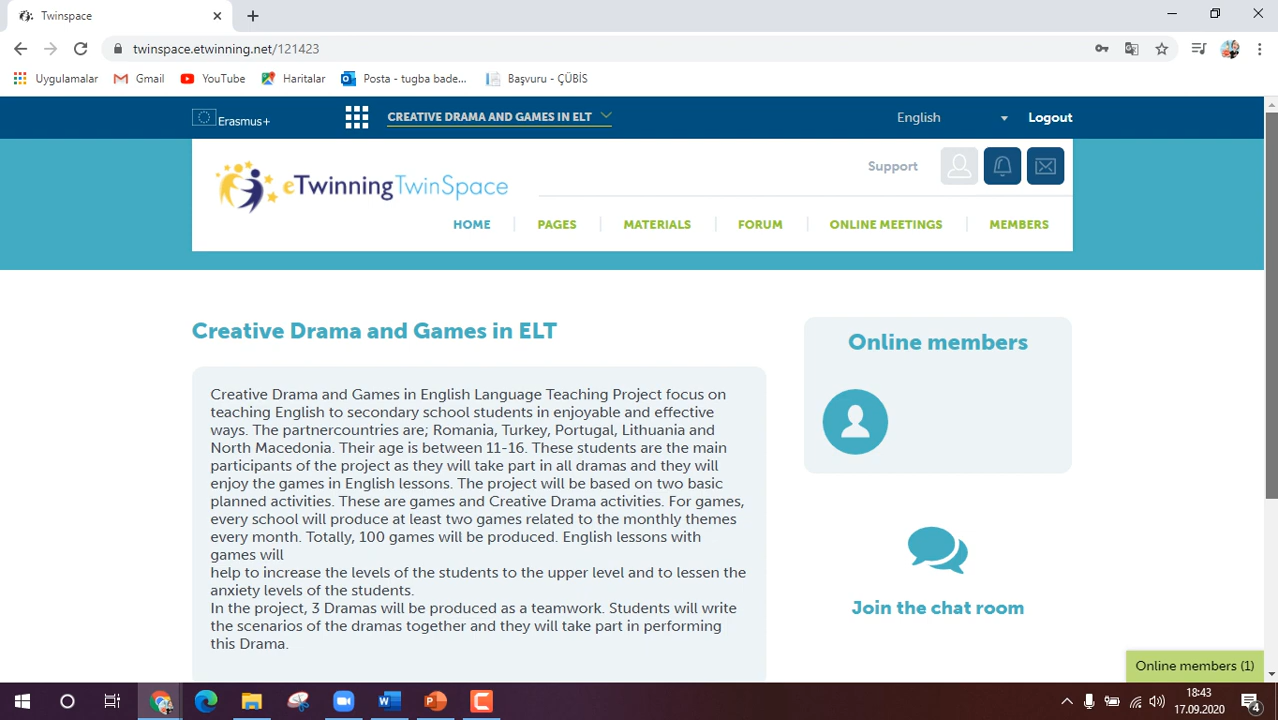 Twinspace
twinspace.etwinning.net/121423
Uygulamalar
Gmail
YouTube
Haritalar
Posta - tugba bade...
Başvuru - ÇÜBİS
Erasmus+
CREATIVE DRAMA AND GAMES IN ELT
English
Logout
eTwinningTwinSpace
Support
HOME
PAGES
MATERIALS
FORUM
ONLINE MEETINGS
MEMBERS
Creative Drama and Games in ELT
Creative Drama and Games in English Language Teaching Project focus on
teaching English to secondary school students in enjoyable and effective
ways. The partnercountries are; Romania, Turkey, Portugal, Lithuania and
North Macedonia. Their age is between 11-16. These students are the main
participants of the project as they will take part in all dramas and they will
enjoy the games in English lessons. The project will be based on two basic
planned activities. These are games and Creative Drama activities. For games,
every school will produce at least two games related to the monthly themes
every month. Totally, 100 games will be produced. English lessons with
games will
help to increase the levels of the students to the upper level and to lessen the
anxiety levels of the students.
In the project, 3 Dramas will be produced as a teamwork. Students will write
the scenarios of the dramas together and they will take part in performing
this Drama.
Online members
Join the chat room
Online members (1)
18:43
17.09.2020
4